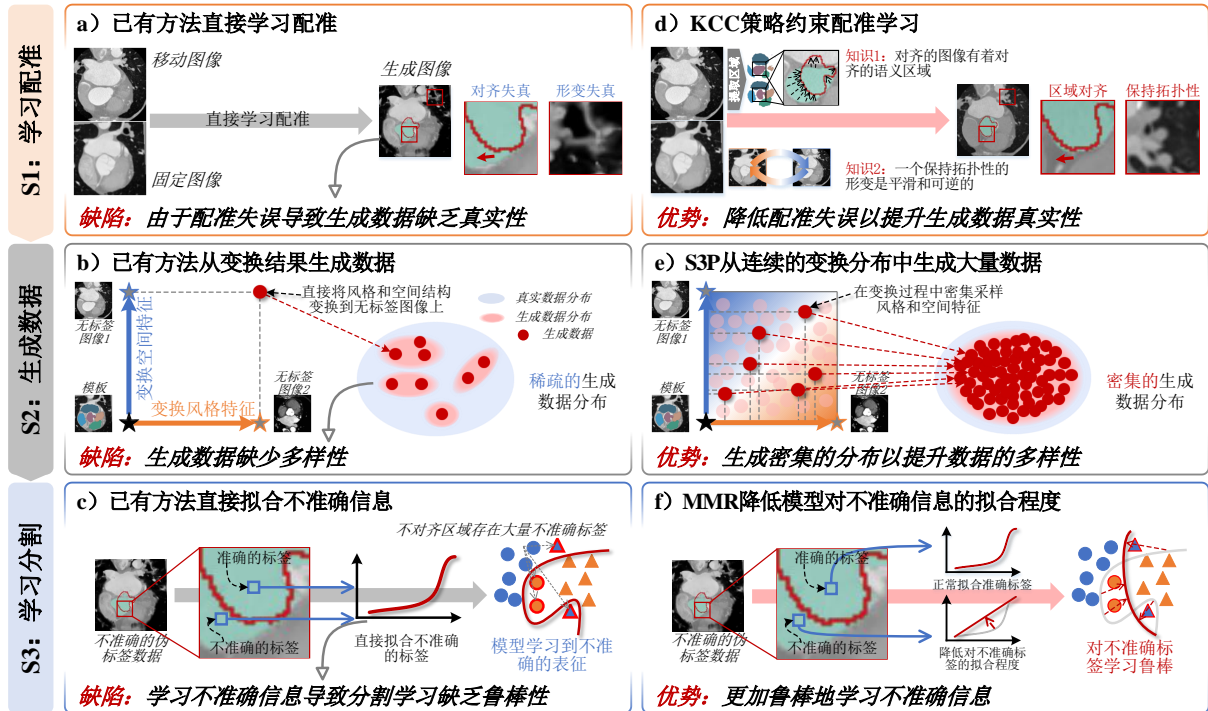 S1：学习配准
a）已有方法直接学习配准
移动图像
固定图像
直接学习配准
生成图像
对齐失真
形变失真
缺陷：由于配准失误导致生成数据缺乏真实性
d）KCC策略约束配准学习
提取区域
知识1：对齐的图像有着对
齐的语义区域
知识2：一个保持拓扑性的
形变是平滑和可逆的
区域对齐
保持拓扑性
优势：降低配准失误以提升生成数据真实性
S2：生成数据
b）已有方法从变换结果生成数据
无标签
图像1
变换空间特征
模板
变换风格特征
无标签
图像2
直接将风格和空间结构
变换到无标签图像上
真实数据分布
生成数据分布
生成数据
稀疏的生成
数据分布
缺陷：生成数据缺少多样性
e）S3P从连续的变换分布中生成大量数据
无标签
图像1
模板
无标签
图像2
在变换过程中密集采样
风格和空间特征
密集的生成
数据分布
优势：生成密集的分布以提升数据的多样性
S3：学习分割
c）已有方法直接拟合不准确信息
不准确的伪
标签数据
准确的标签
不准确的标签
直接拟合不准确
的标签
不对齐区域存在大量不准确标签
模型学习到不准
确的表征
缺陷：学习不准确信息导致分割学习缺乏鲁棒性
f）MMR降低模型对不准确信息的拟合程度
不准确的伪
标签数据
准确的标签
不准确的标签
正常拟合准确标签
降低对不准确标
签的拟合程度
对不准确标
签学习鲁棒
优势：更加鲁棒地学习不准确信息